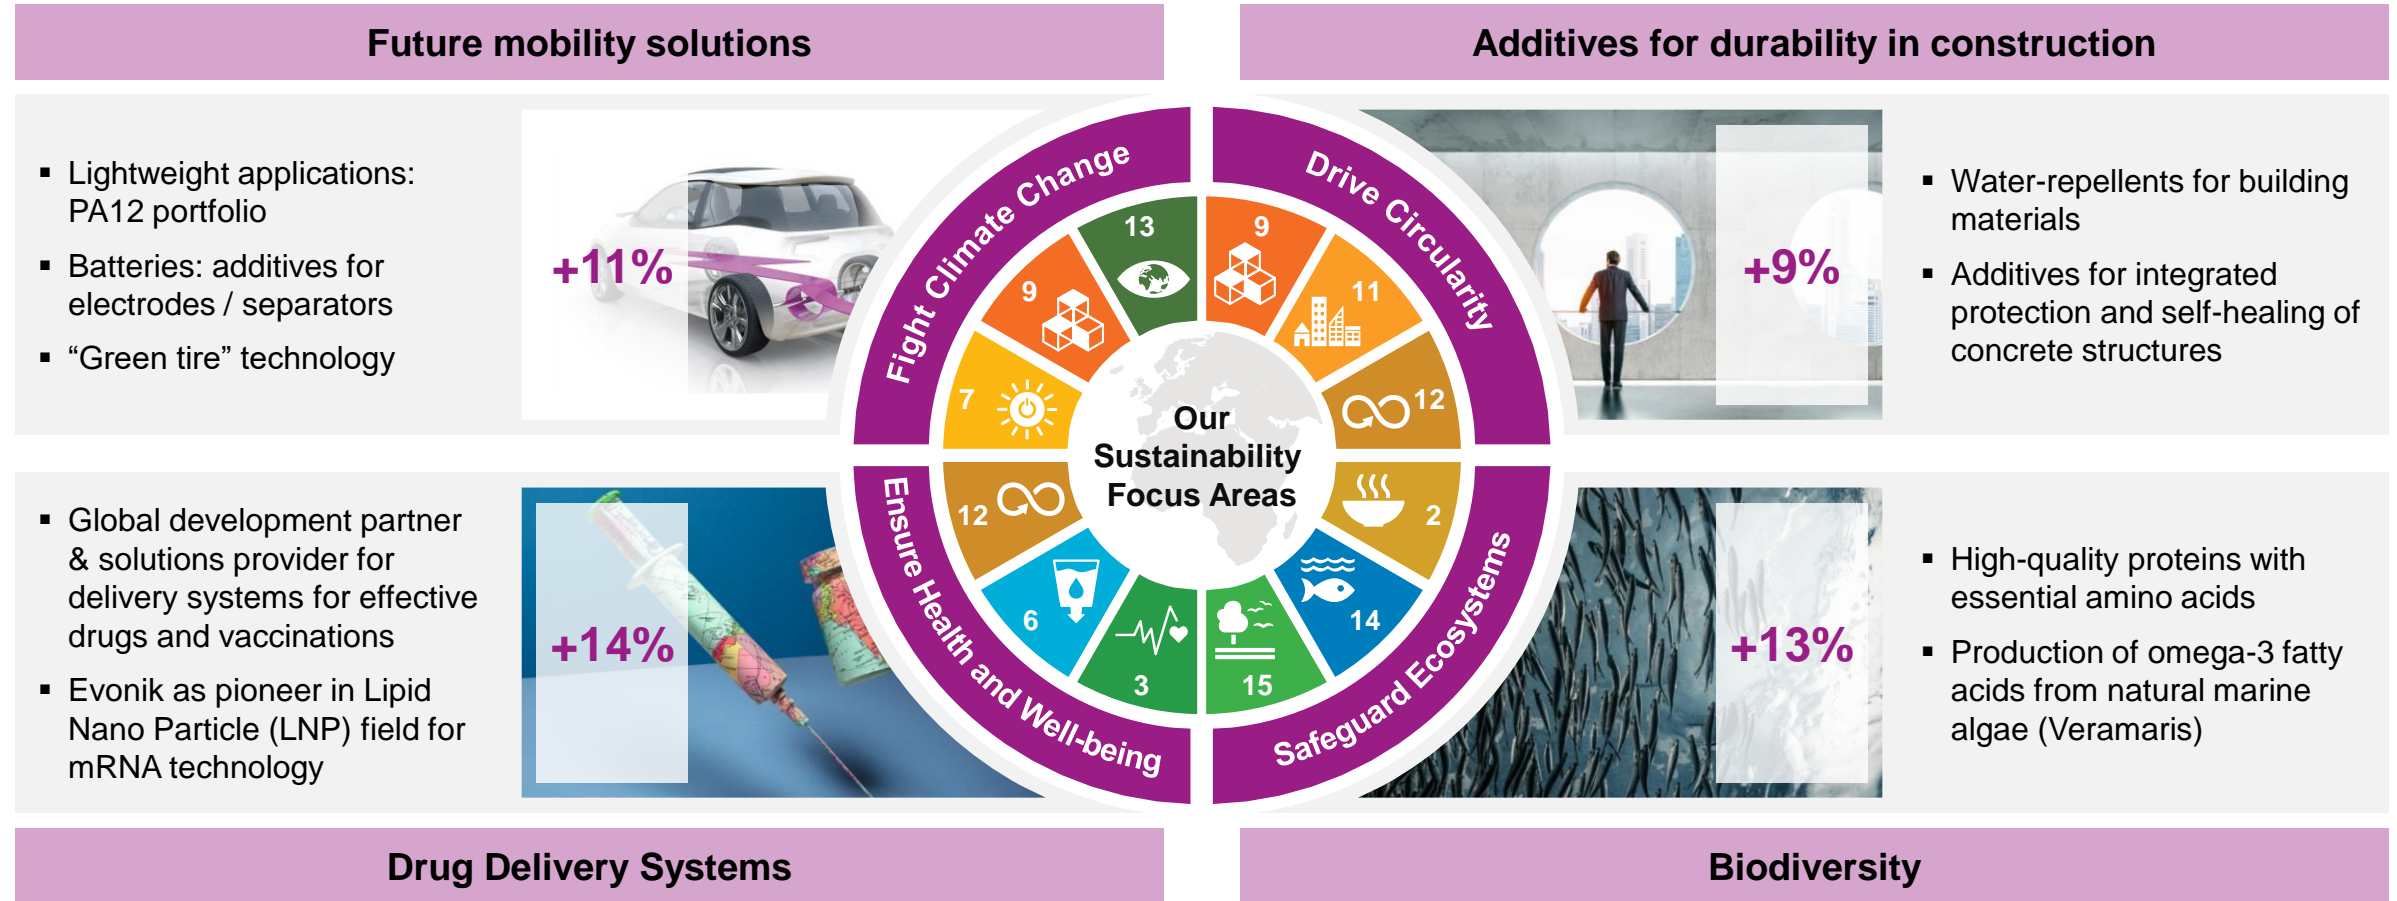 Future mobility solutions
Additives for durability in construction
▪ Lightweight applications:
PA12 portfolio
▪ Batteries: additives for
electrodes / separators
▪ “Green tire” technology
+11%
Fight Climate Change
13
9
7
Drive Circularity
9
11
12
+9%
▪ Water-repellents for building
materials
▪ Additives for integrated
protection and self-healing of
concrete structures
Our
Sustainability
Focus Areas
▪ Global development partner
& solutions provider for
delivery systems for effective
drugs and vaccinations
▪ Evonik as pioneer in Lipid
Nano Particle (LNP) field for
mRNA technology
+14%
Ensure Health and Well-being
12
6
3
Safeguard Ecosystems
2
14
15
+13%
▪ High-quality proteins with
essential amino acids
▪ Production of omega-3 fatty
acids from natural marine
algae (Veramaris)
Drug Delivery Systems
Biodiversity